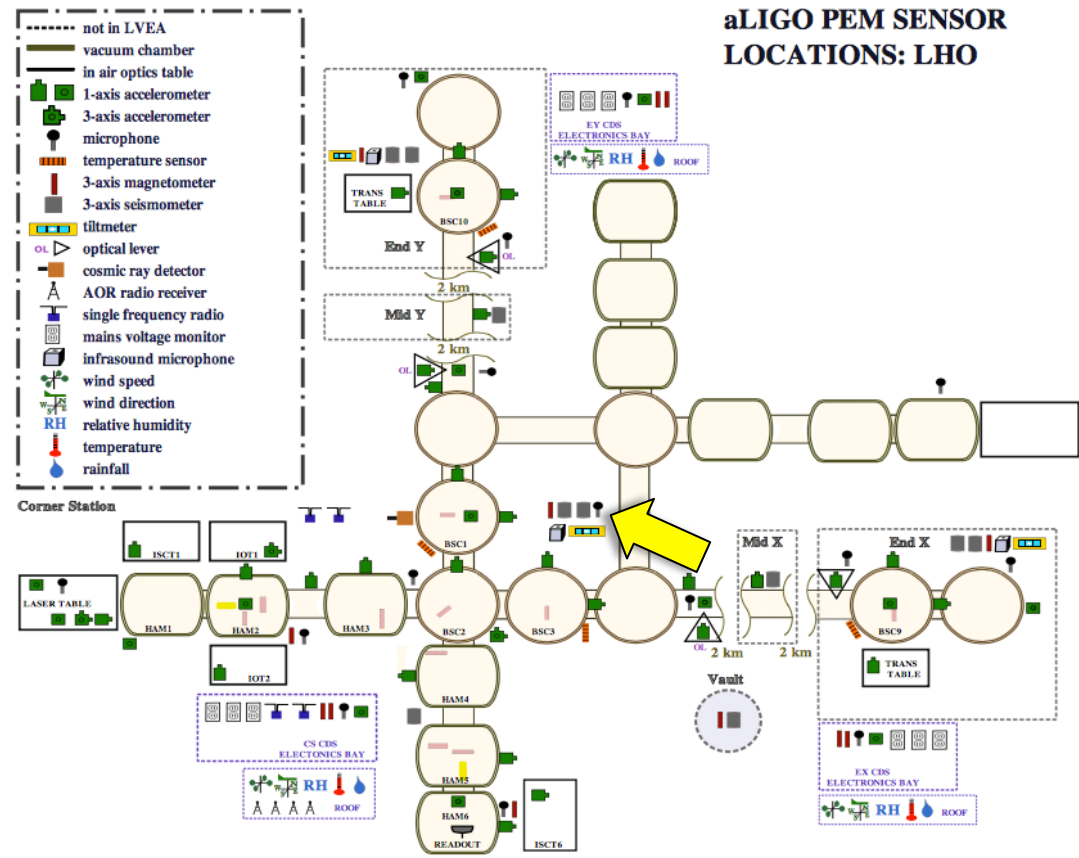 aLIGO PEM SENSOR
LOCATIONS: LHO
not in LVEA
vacuum chamber
in air optics table
1-axis accelerometer
3-axis accelerometer
microphone
temperature sensor
3-axis magnetometer
3-axis seismometer
tiltmeter
OL optical lever
cosmic ray detector
AOR radio receiver
single frequency radio
mains voltage monitor
infrasound microphone
wind speed
W N S E wind direction
RH relative humidity
temperature
rainfall
EY CDS
ELECTRONICS BAY
RH ROOF
TRANS
TABLE
BSC10
End Y
OL
2 km
Mid Y
2 km
OL
Corner Station
ISCT1
IOT1
BSC1
LASER TABLE
HAM1
HAM2
HAM3
BSC2
BSC3
OL
2 km
Mid X
2 km
End X
BSC9
TRANS
TABLE
IOT2
HAM4
Vault
CS CDS
ELECTONICS BAY
RH
ROOF
HAM5
HAM6
READOUT
ISCT6
EX CDS
ELECTRONICS BAY
RH ROOF